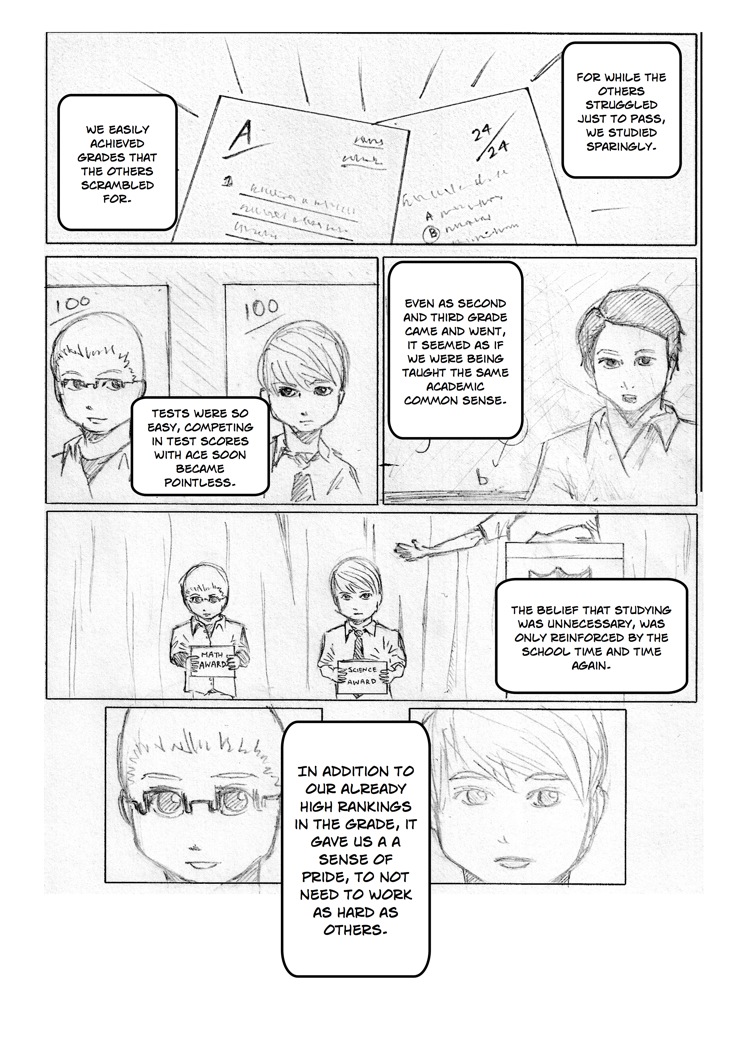 WE EASILY
ACHIEVED
GRADES THAT
THE OTHERS
SCRAMBLED
FOR.
FOR WHILE THE
OTHERS
STRUGGLED
JUST TO PASS,
WE STUDIED
SPARINGLY.
A
24/24
A
B
100
100
TESTS WERE SO
EASY, COMPETING
IN TEST SCORES
WITH ACE SOON
BECAME
POINTLESS.
EVEN AS SECOND
AND THIRD GRADE
CAME AND WENT,
IT SEEMED AS IF
WE WERE BEING
TAUGHT THE SAME
ACADEMIC
COMMON SENSE.
b
MATH
AWARD
SCIENCE
AWARD
THE BELIEF THAT STUDYING
WAS UNNECESSARY, WAS
ONLY REINFORCED BY THE
SCHOOL TIME AND TIME
AGAIN.
IN ADDITION TO
OUR ALREADY
HIGH RANKINGS
IN THE GRADE, IT
GAVE US A A
SENSE OF
PRIDE, TO NOT
NEED TO WORK
AS HARD AS
OTHERS.